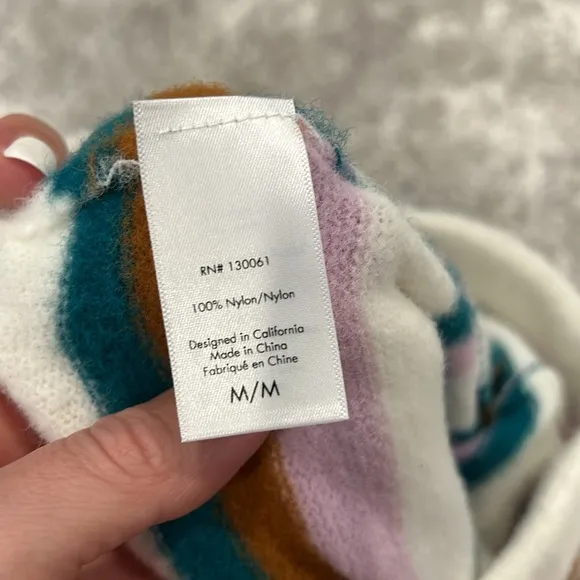 RN# 130061
100% Nylon/Nylon
Designed in California
Made in China
Fabriqué en Chine
M/M